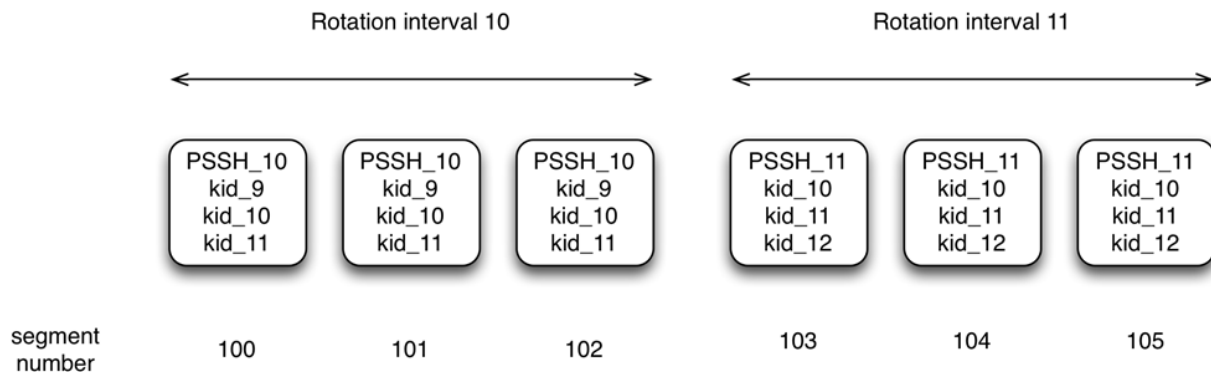 Rotation interval 10
Rotation interval 11
PSSH_10
kid_9
kid_10
kid_11
PSSH_10
kid_9
kid_10
kid_11
PSSH_10
kid_9
kid_10
kid_11
PSSH_11
kid_10
kid_11
kid_12
PSSH_11
kid_10
kid_11
kid_12
PSSH_11
kid_10
kid_11
kid_12
segment
number
100
101
102
103
104
105